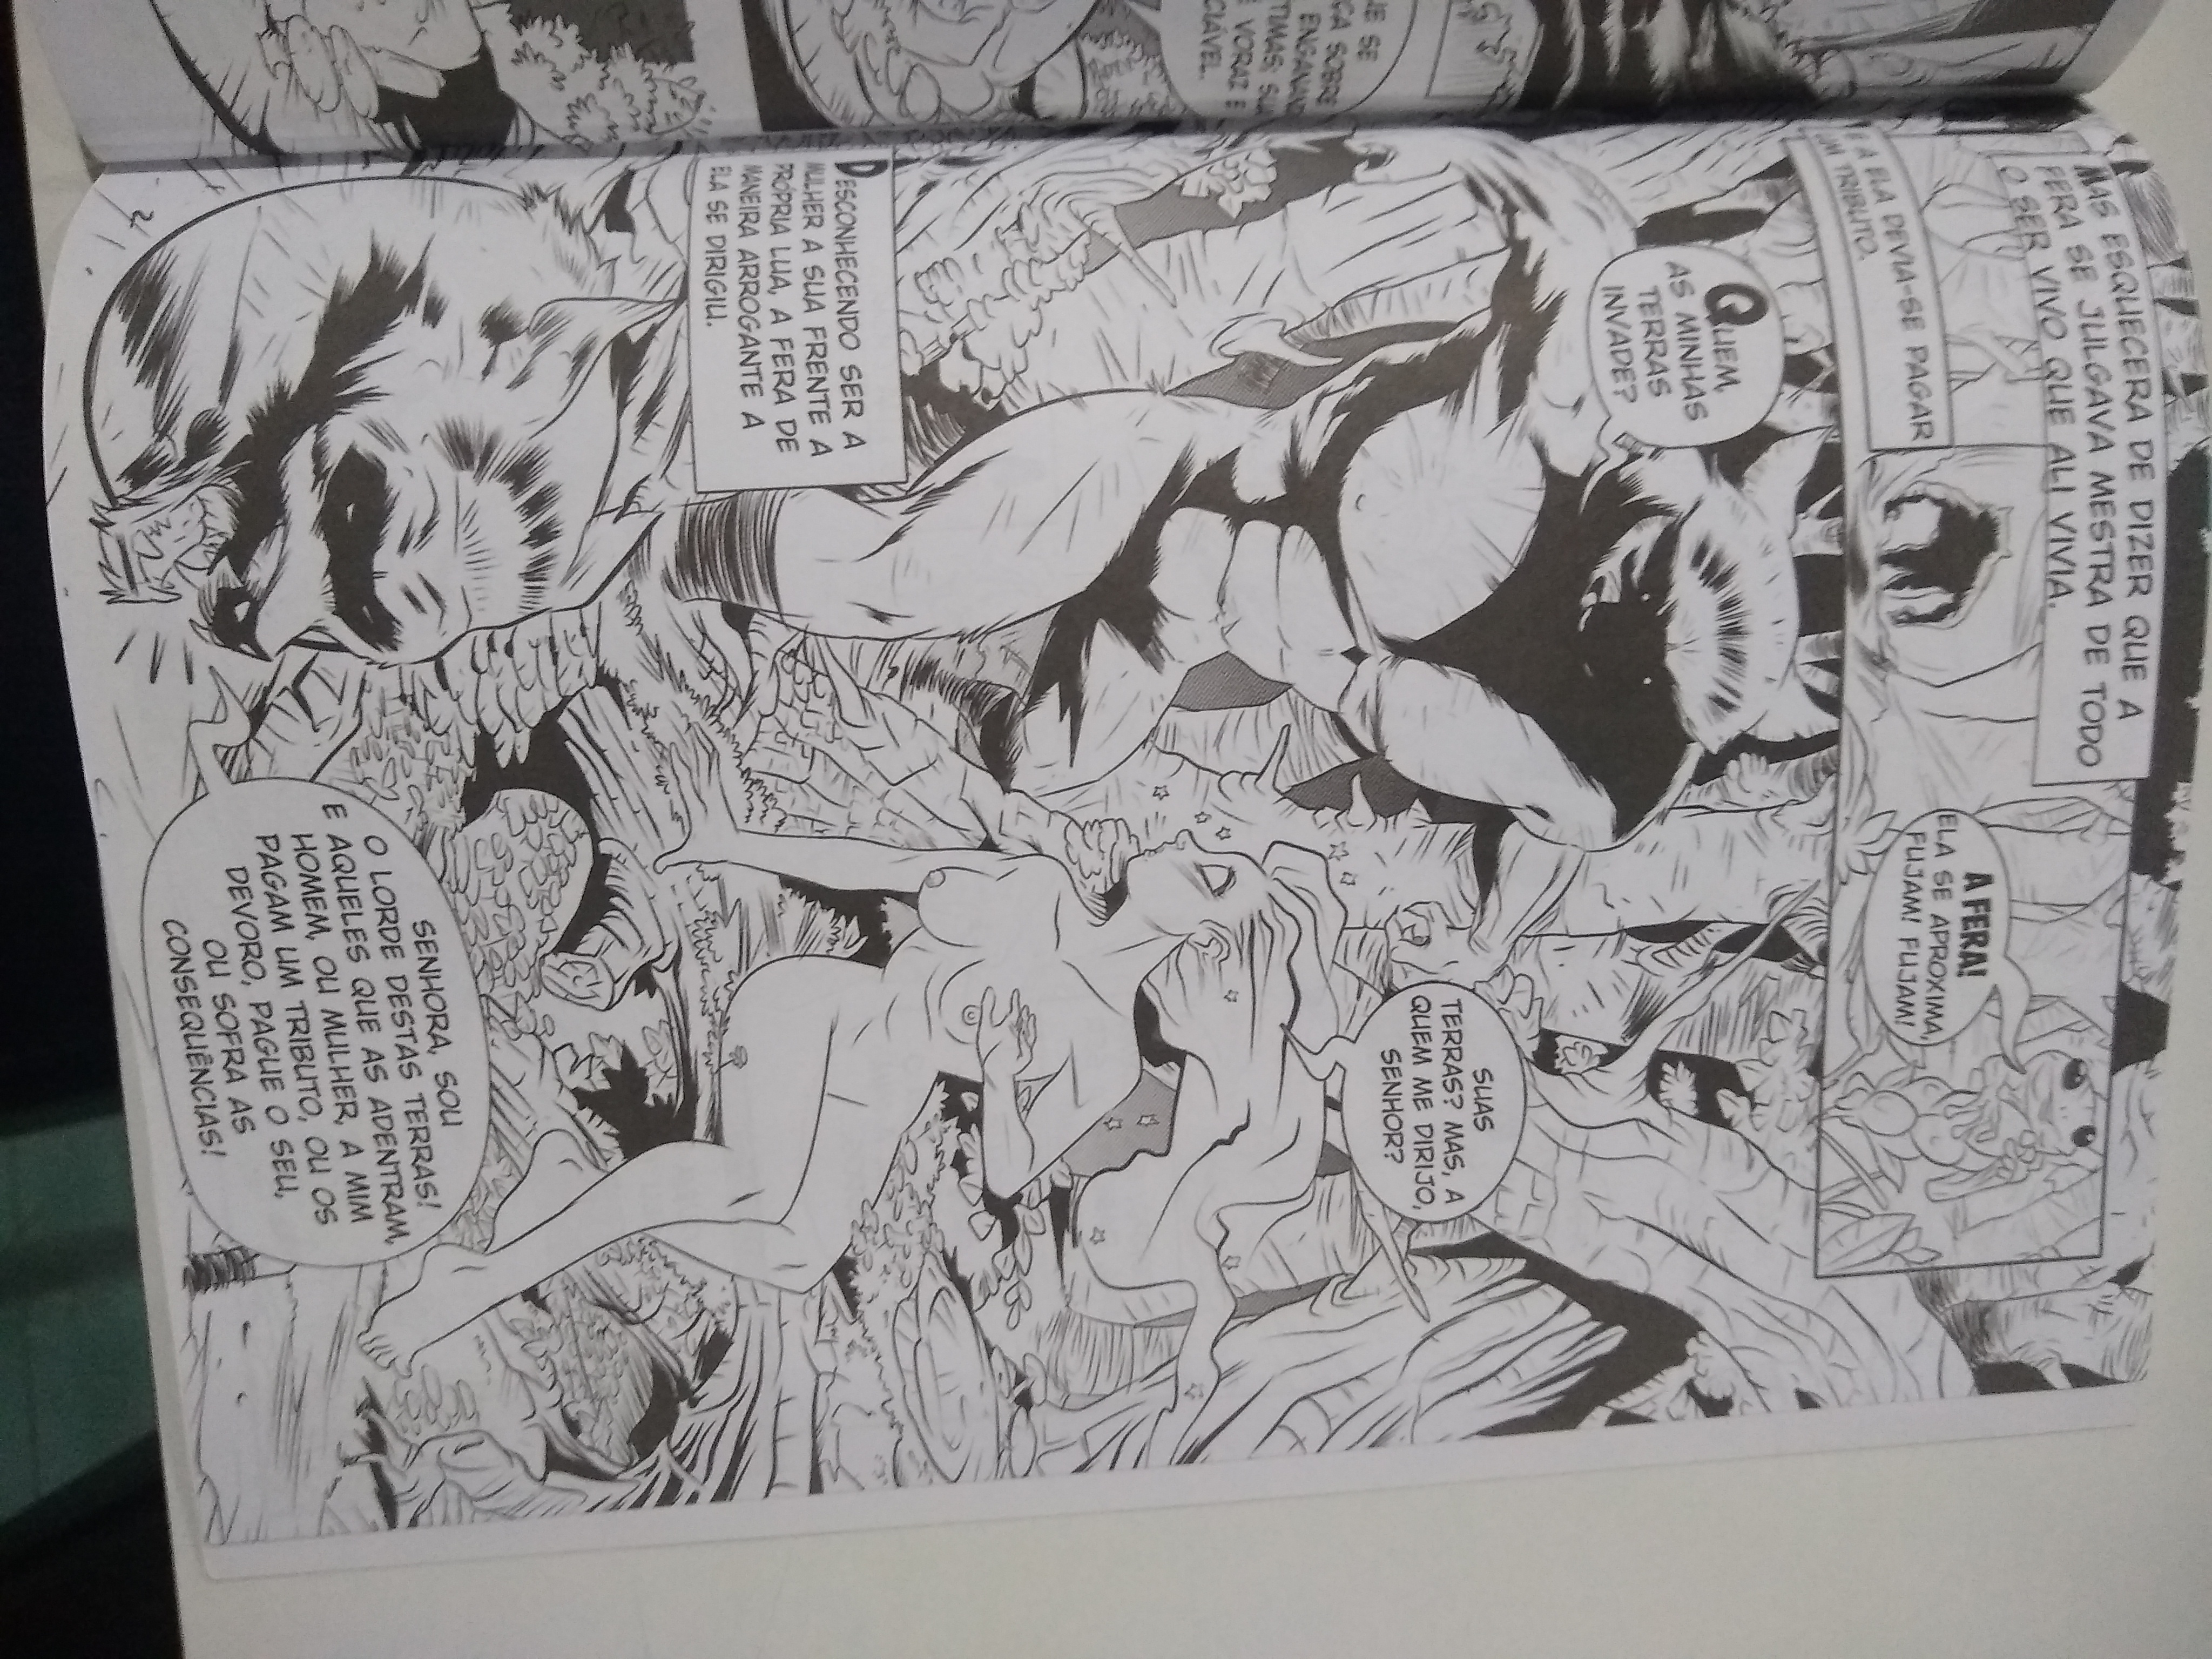 MAS ESQUECERA DE DIZER QUE A
FERA SE JULGAVA MESTRA DE TODO
O SER VIVO QUE ALI VIVIA.
E A ELA DEVIA-SE PAGAR
UM TRIBUTO.
A FERA!
ELA SE APROXIMA,
FUJAM! FUJAM!
QUEM,
AS MINHAS
TERRAS
INVADE?
SUAS
TERRAS? MAS, A
QUEM ME DIRIJO,
SENHOR?
DESCONHECENDO SER A
MULHER A SUA FRENTE A
PRÓPRIA LUA, A FERA DE
MANEIRA ARROGANTE A
ELA SE DIRIGIU.
SENHORA, SOU
O LORDE DESTAS TERRAS!
E AQUELES QUE AS ADENTRAM,
HOMEM, OU MULHER, A MIM
PAGAM UM TRIBUTO, OU OS
DEVORO, PAGUE O SEU,
OU SOFRA AS
CONSEQUÊNCIAS!
SE
SOBRE
VORAZ E